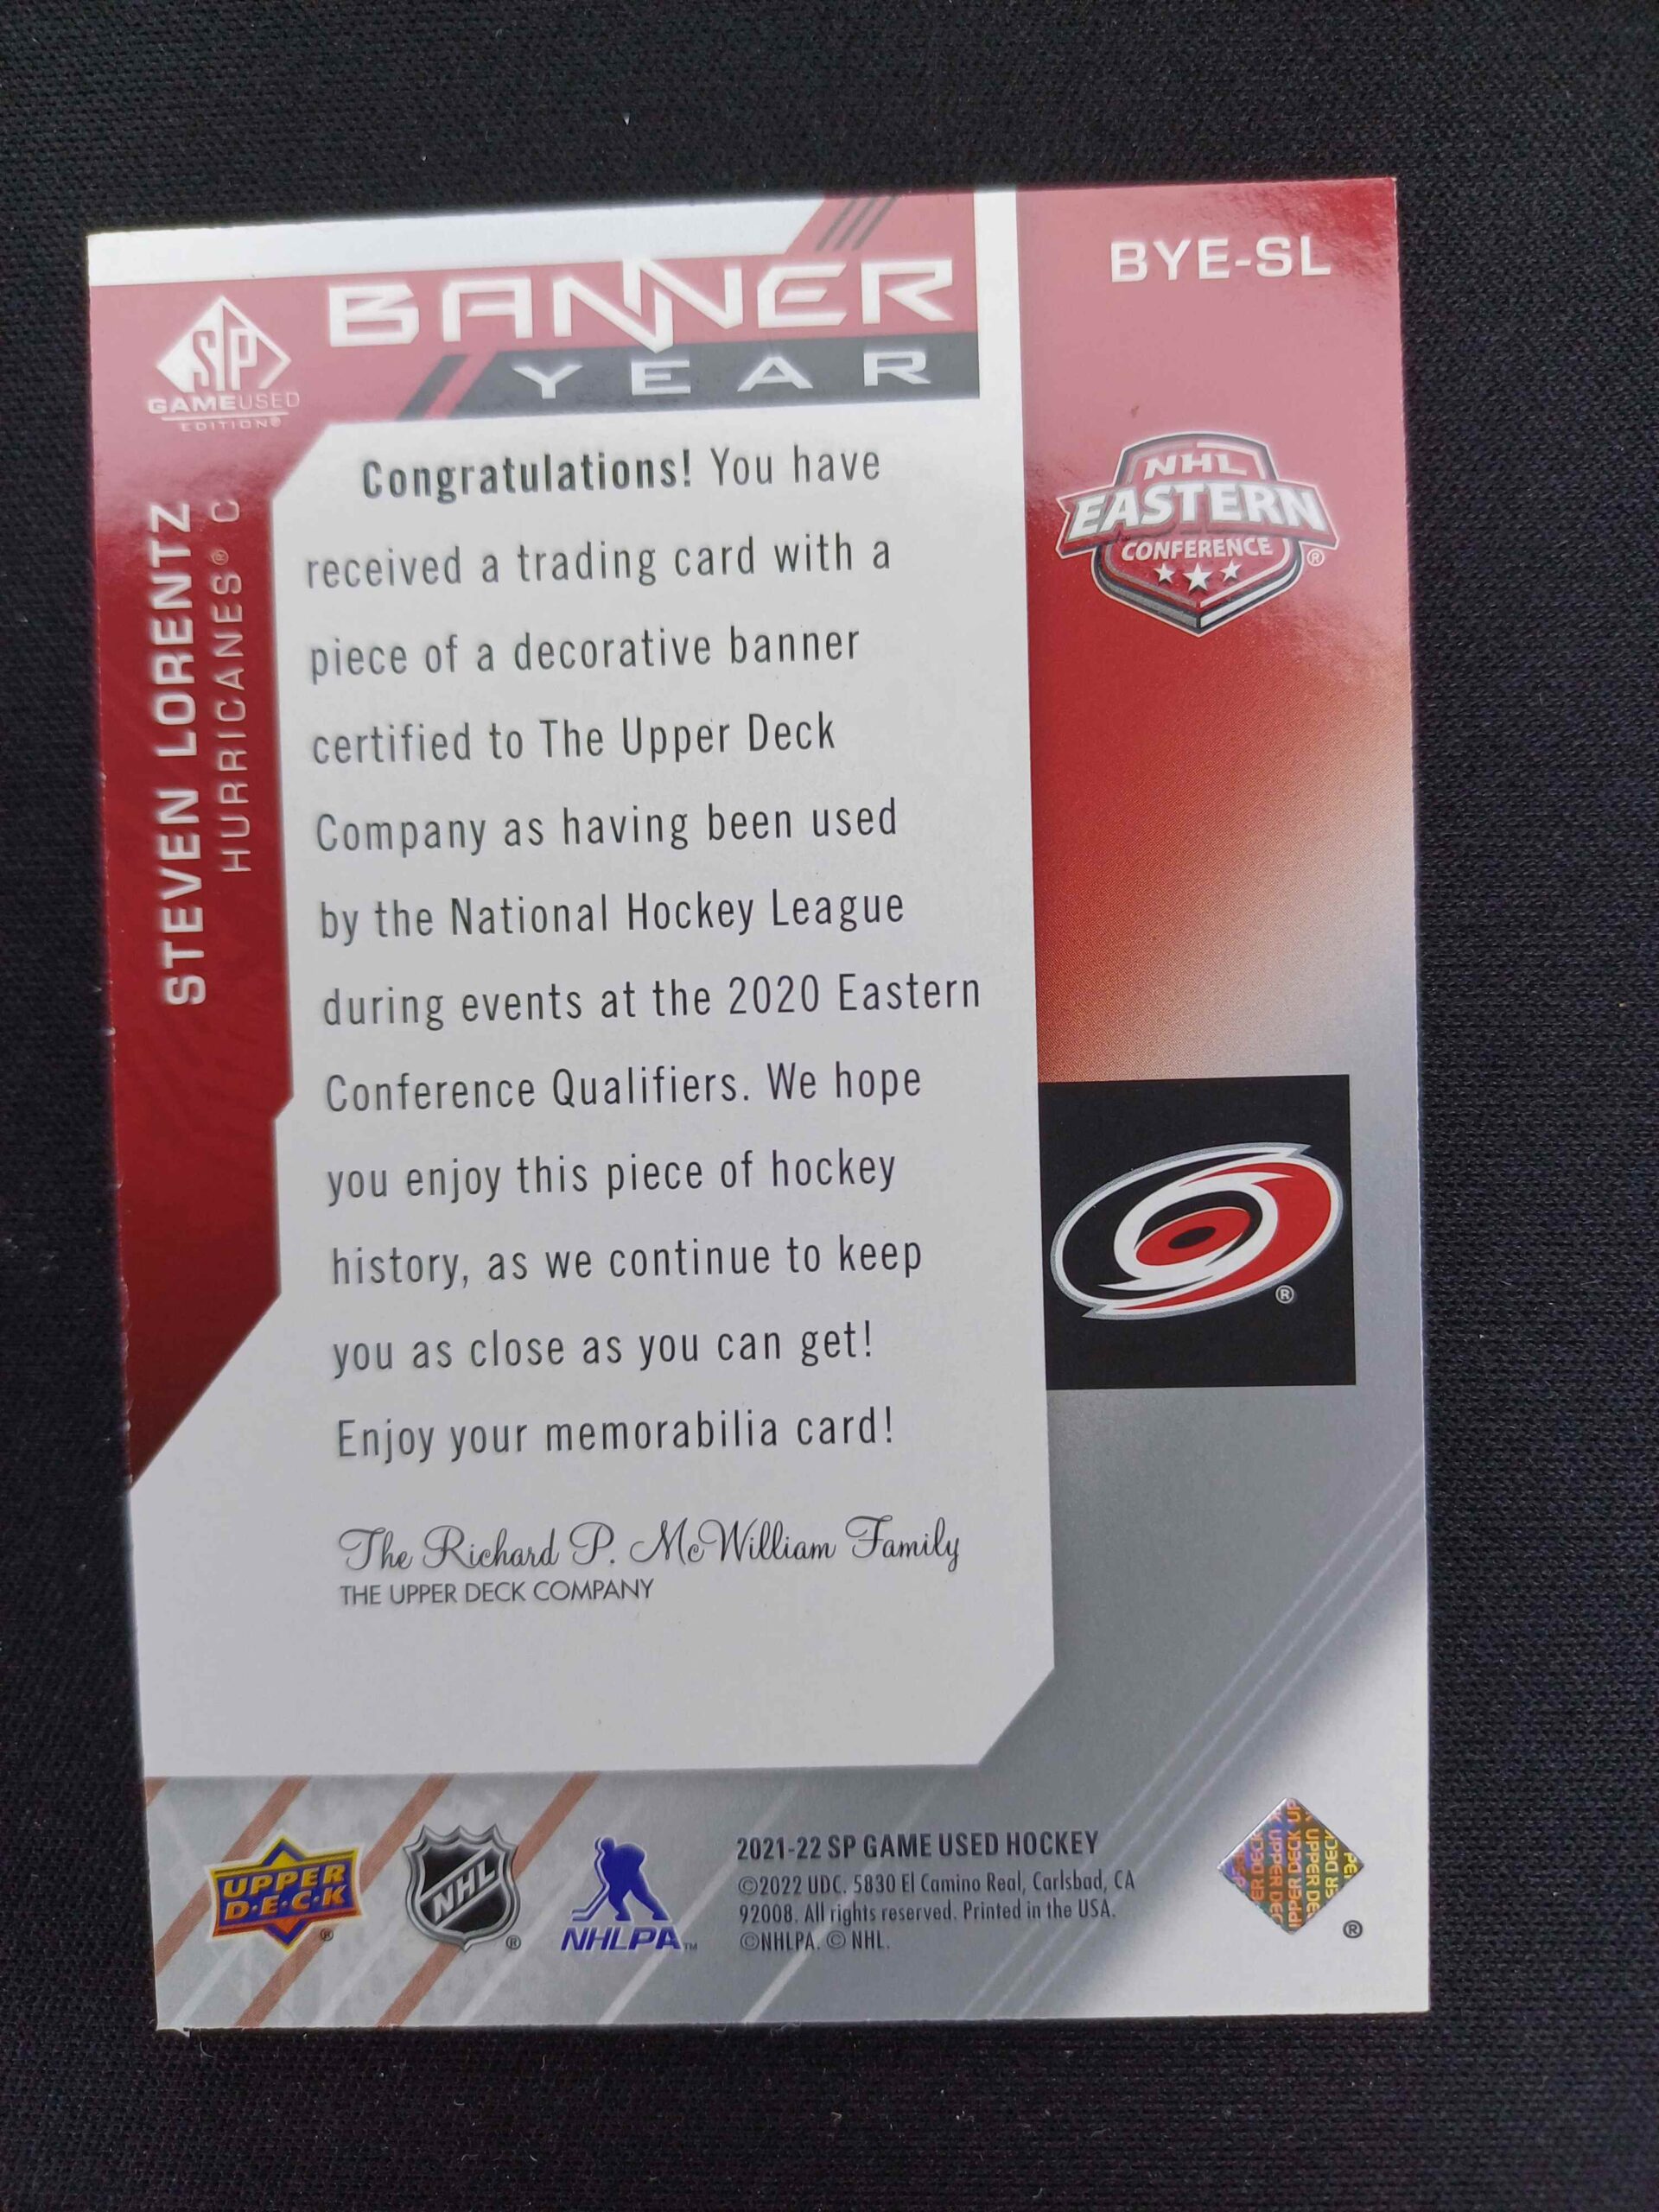 BYE-SL
SP
GAMEUSED
EDITION®
BANNER
YEAR
STEVEN LORENTZ
HURRICANES® C
NHL
EASTERN
CONFERENCE
®
Congratulations! You have
received a trading card with a
piece of a decorative banner
certified to The Upper Deck
Company as having been used
by the National Hockey League
during events at the 2020 Eastern
Conference Qualifiers. We hope
you enjoy this piece of hockey
history, as we continue to keep
you as close as you can get!
Enjoy your memorabilia card!
®
The Richard P. McWilliam Family
THE UPPER DECK COMPANY
UPPER
D·E·C·K
®
NHL
®
NHLPA™
2021-22 SP GAME USED HOCKEY
©2022 UDC. 5830 El Camino Real, Carlsbad, CA
92008. All rights reserved. Printed in the USA.
©NHLPA. © NHL.
UPPER DECK UP
®